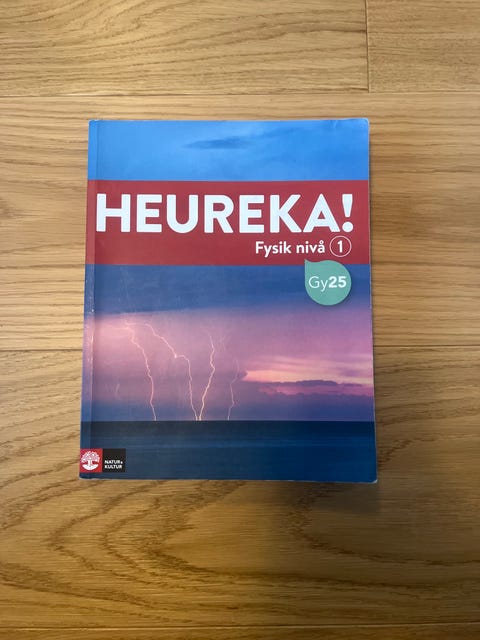 HEUREKA!
Fysik nivå 1
Gy25
NATUR &
KULTUR